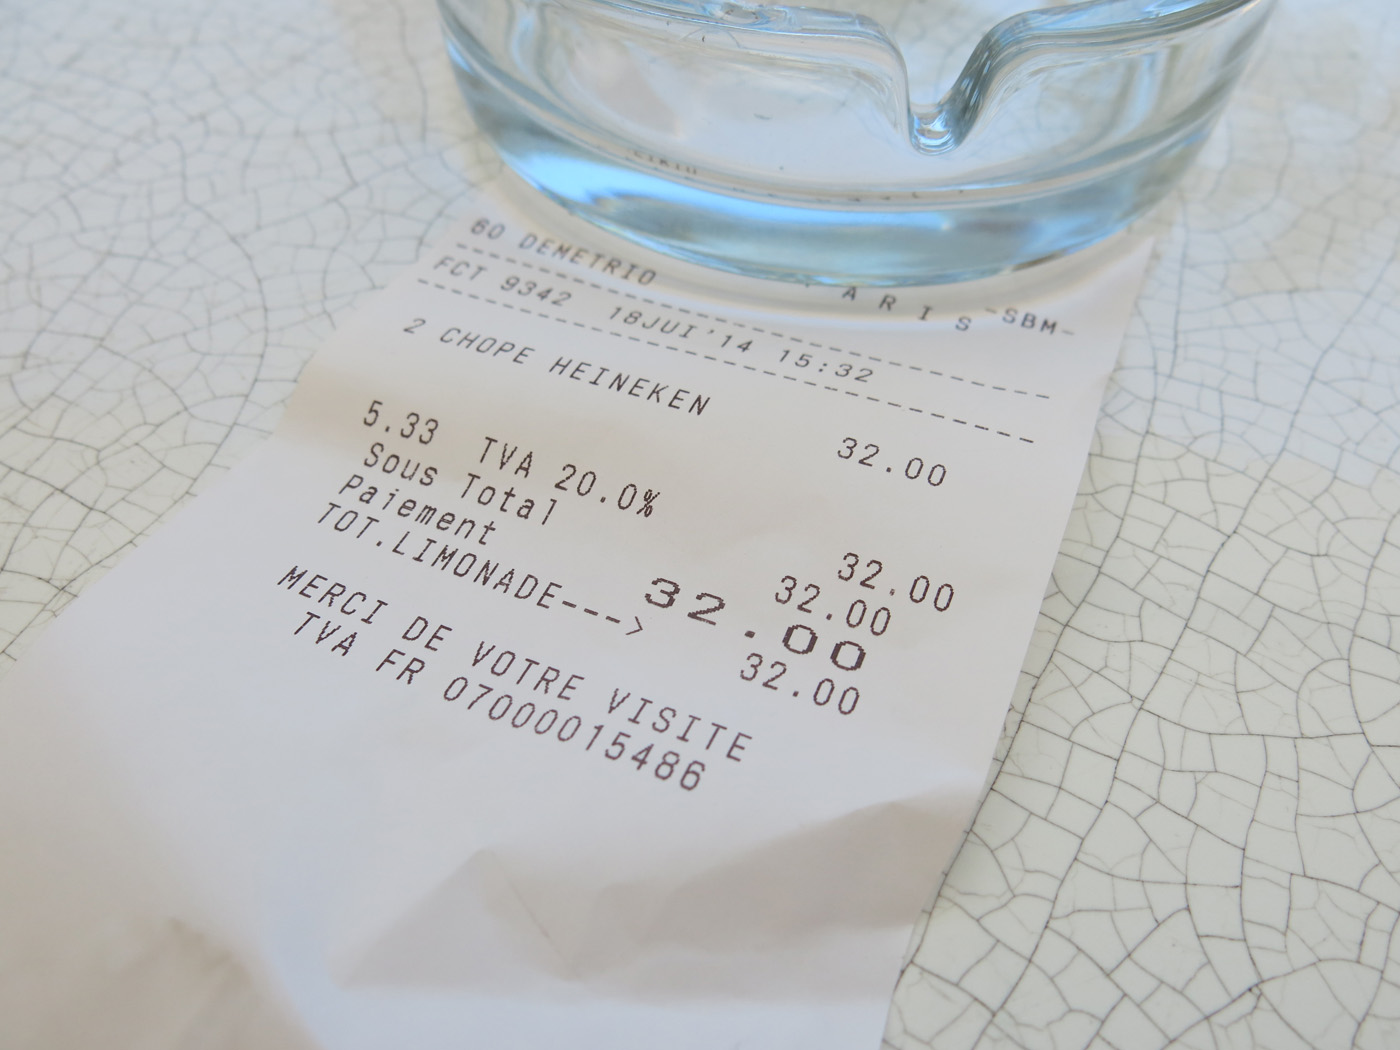 A R I S -SBM-
60 DEMETRIO
FCT 9342 18JUI'14 15:32
2 CHOPE HEINEKEN 32.00
5.33 TVA 20.0%
Sous Total 32.00
Paiement 32.00
32.00
TOT.LIMONADE---> 32.00
MERCI DE VOTRE VISITE
TVA FR 0700015486